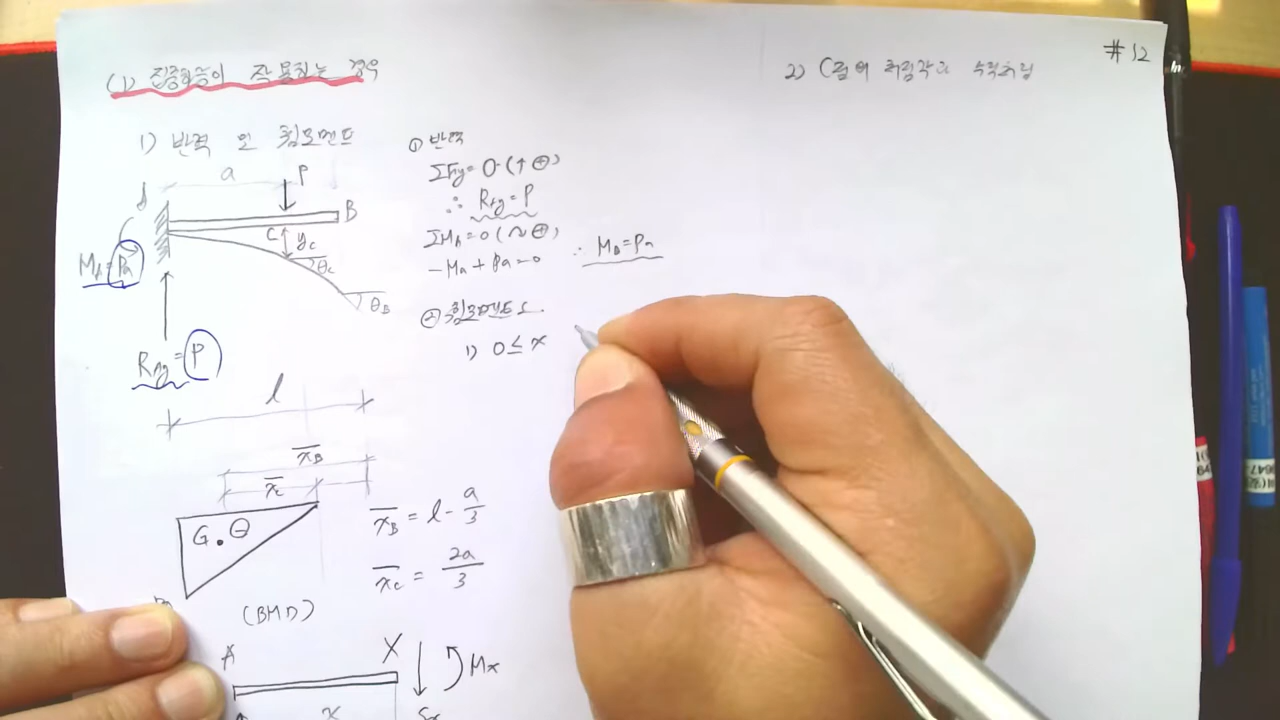 #12
(1) 집중하중이 작용하는 경우
2) C점의 처짐각과 수직처짐
1) 반력 와 휨모멘트
a
P
B
C
yc
θc
θB
MA=Pa
RAy=P
l
① 반력
ΣFy=0 (↑⊕)
∴ RAy=P
ΣMA=0 (⊕)
-MA+Pa=0
∴ MA=Pa
② 휨모멘트
1) 0≤x
x̄B
x̄c
G.⊖
x̄B = l - a/3
x̄c = 2a/3
(BMD)
A
X
Mx
Sx
x